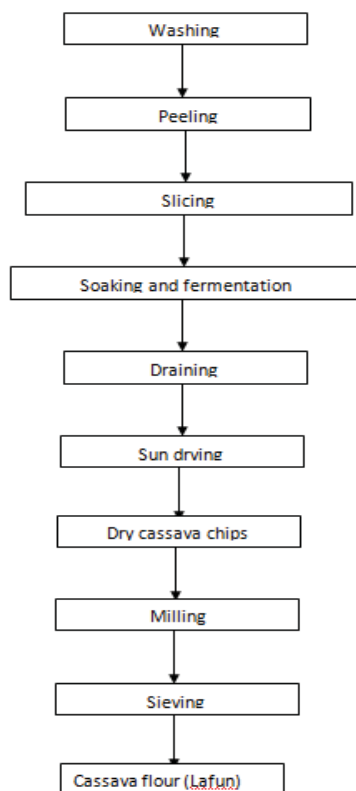 Washing
Peeling
Slicing
Soaking and fermentation
Draining
Sun drying
Dry cassava chips
Milling
Sieving
Cassava flour (Lafun)